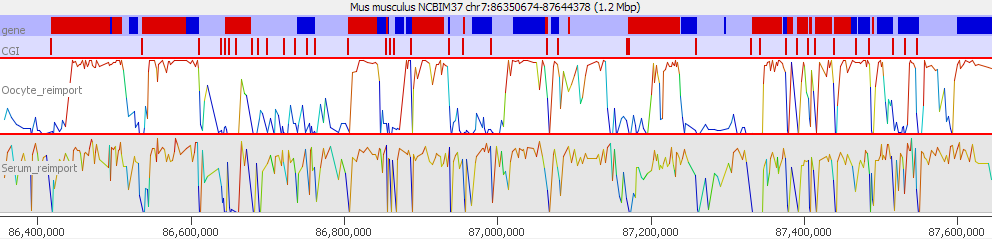 Mus musculus NCBIM37 chr7:86350674-87644378 (1.2 Mbp)
gene
CGI
Oocyte_reimport
Serum_reimport
86,400,000 86,600,000 86,800,000 87,000,000 87,200,000 87,400,000 87,600,000